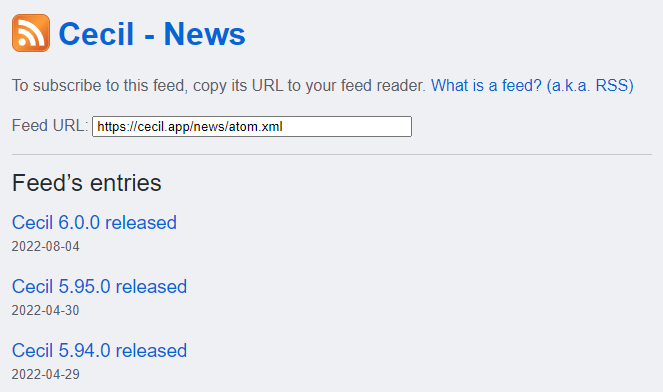 Cecil - News
To subscribe to this feed, copy its URL to your feed reader. What is a feed? (a.k.a. RSS)
Feed URL: https://cecil.app/news/atom.xml
Feed’s entries
Cecil 6.0.0 released
2022-08-04
Cecil 5.95.0 released
2022-04-30
Cecil 5.94.0 released
2022-04-29